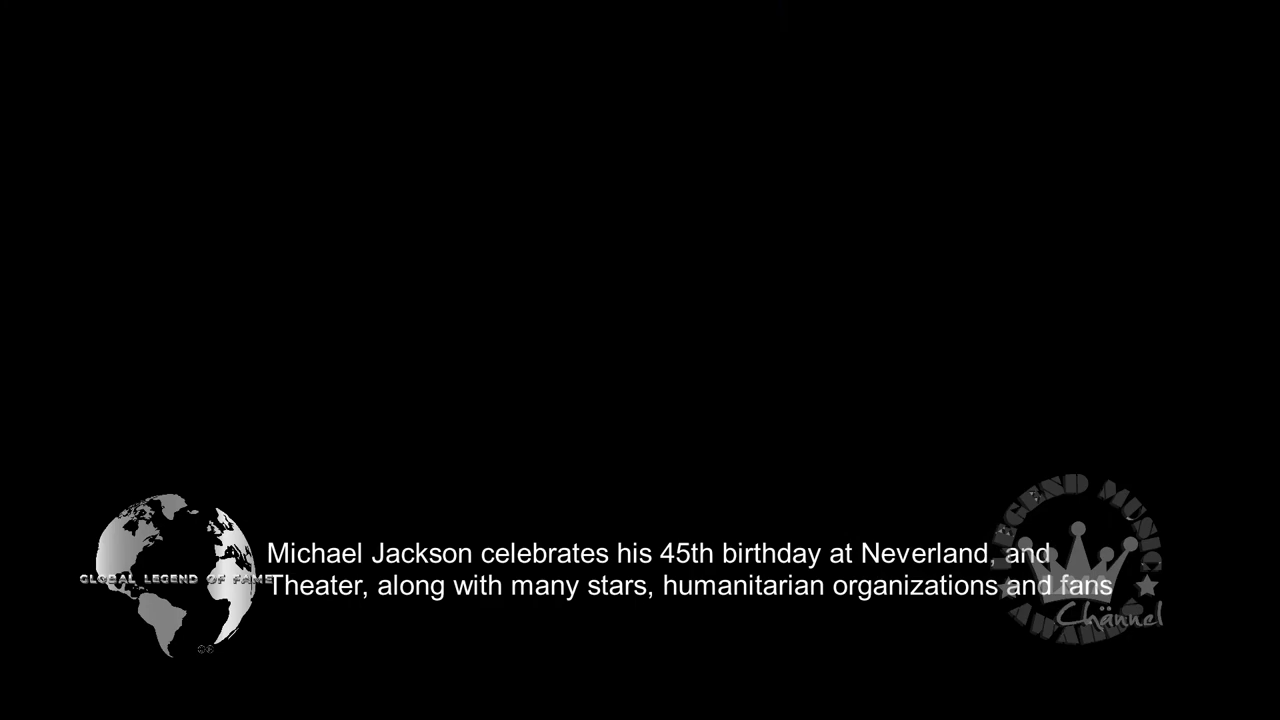 Michael Jackson celebrates his 45th birthday at Neverland, and
Theater, along with many stars, humanitarian organizations and fans
GLOBAL LEGEND OF FAME
LEGEND MUSIC
AWARDS
Channel